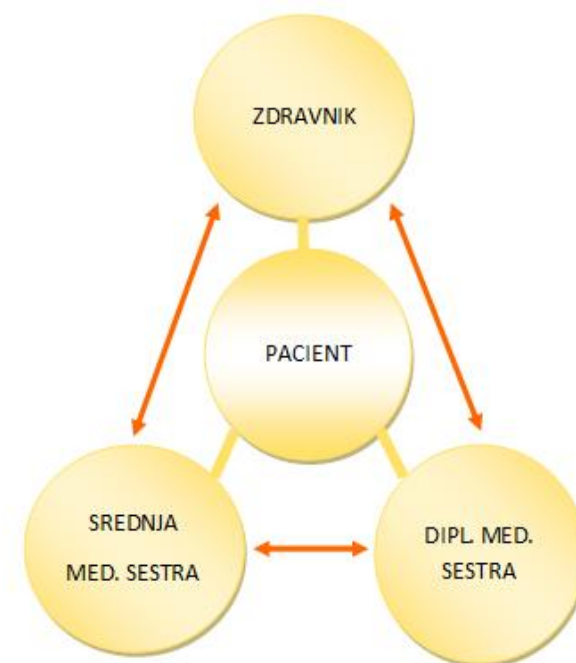 ZDRAVNIK
PACIENT
SREDNJA
MED. SESTRA
DIPL. MED.
SESTRA